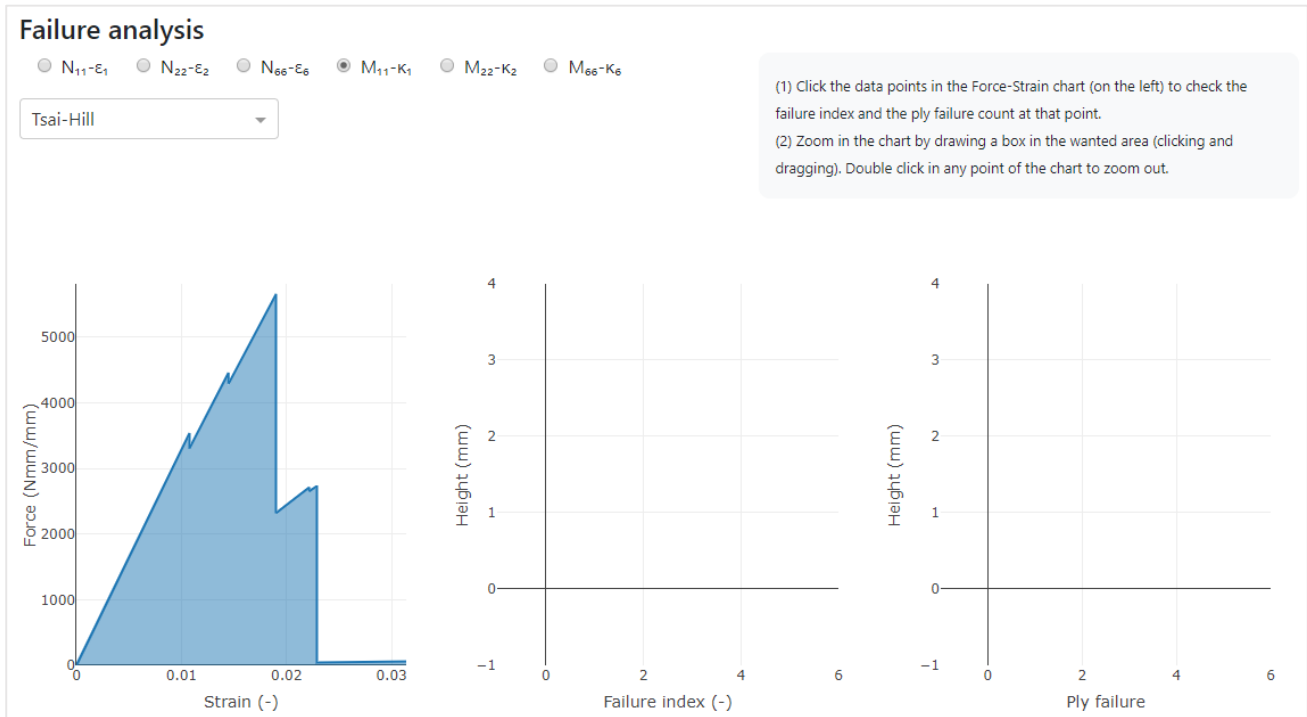 Failure analysis
N₁₁-ε₁ N₂₂-ε₂ N₆₆-ε₆ M₁₁-κ₁ M₂₂-κ₂ M₆₆-κ₆
Tsai-Hill
(1) Click the data points in the Force-Strain chart (on the left) to check the
failure index and the ply failure count at that point.
(2) Zoom in the chart by drawing a box in the wanted area (clicking and
dragging). Double click in any point of the chart to zoom out.
Force (Nmm/mm)
5000
4000
3000
2000
1000
0
0 0.01 0.02 0.03
Strain (-)
Height (mm)
4
3
2
1
0
−1
0 2 4 6
Failure index (-)
Height (mm)
4
3
2
1
0
−1
0 2 4 6
Ply failure